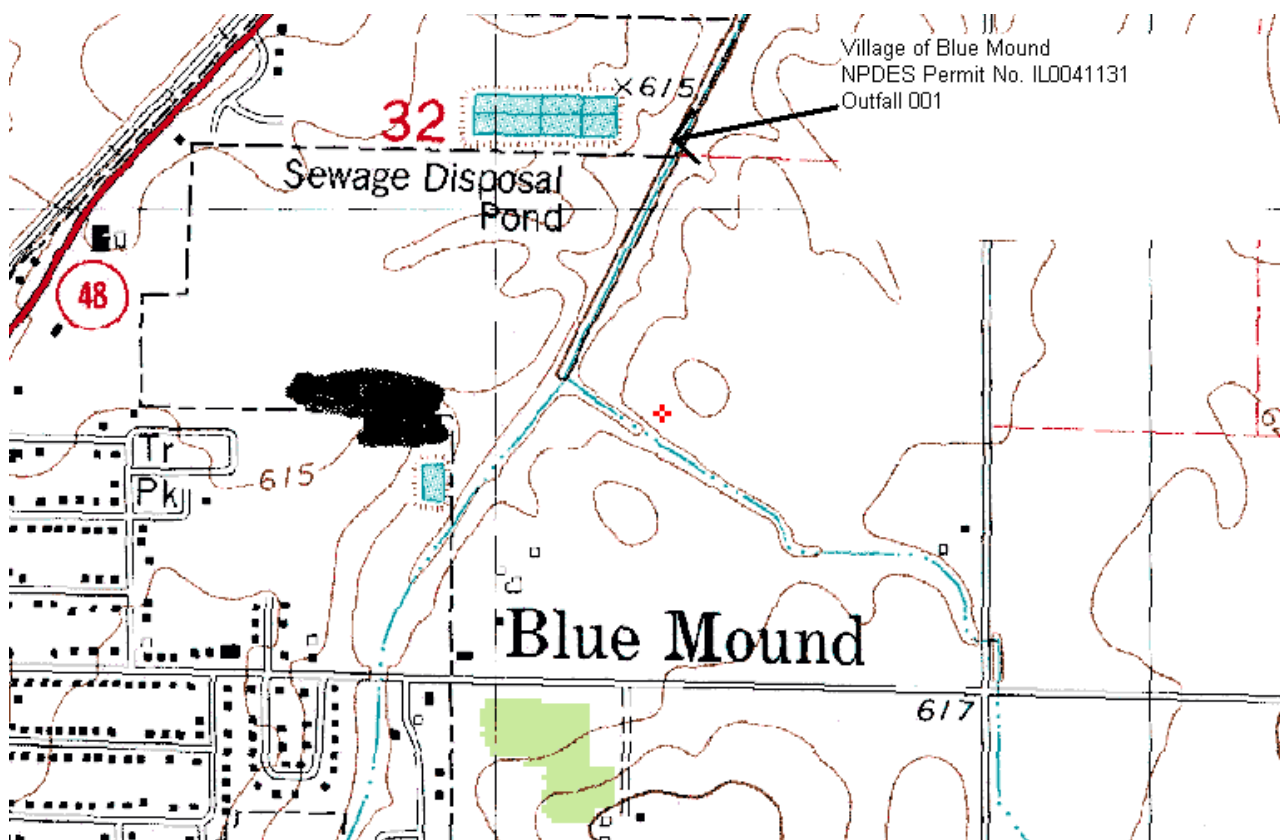 Village of Blue Mound
NPDES Permit No. IL0041131
Outfall 001
×615
32
Sewage Disposal
Pond
48
Tr
Pk
615
Blue Mound
617